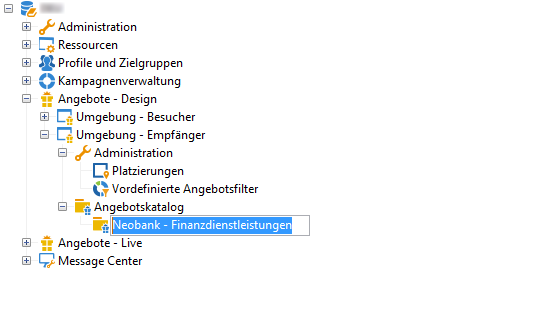 Administration
Ressourcen
Profile und Zielgruppen
Kampagnenverwaltung
Angebote - Design
Umgebung - Besucher
Umgebung - Empfänger
Administration
Platzierungen
Vordefinierte Angebotsfilter
Angebotskatalog
Neobank - Finanzdienstleistungen
Angebote - Live
Message Center